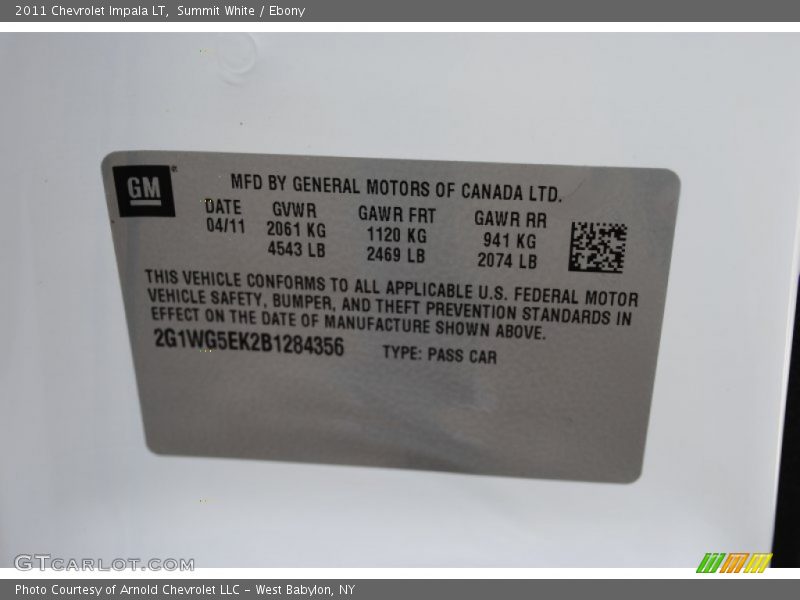 2011 Chevrolet Impala LT, Summit White / Ebony
GM
MFD BY GENERAL MOTORS OF CANADA LTD.
DATE GVWR GAWR FRT GAWR RR
04/11 2061 KG 1120 KG 941 KG
4543 LB 2469 LB 2074 LB
THIS VEHICLE CONFORMS TO ALL APPLICABLE U.S. FEDERAL MOTOR
VEHICLE SAFETY, BUMPER, AND THEFT PREVENTION STANDARDS IN
EFFECT ON THE DATE OF MANUFACTURE SHOWN ABOVE.
2G1WG5EK2B1284356 TYPE: PASS CAR
GTCARLOT.COM
Photo Courtesy of Arnold Chevrolet LLC - West Babylon, NY